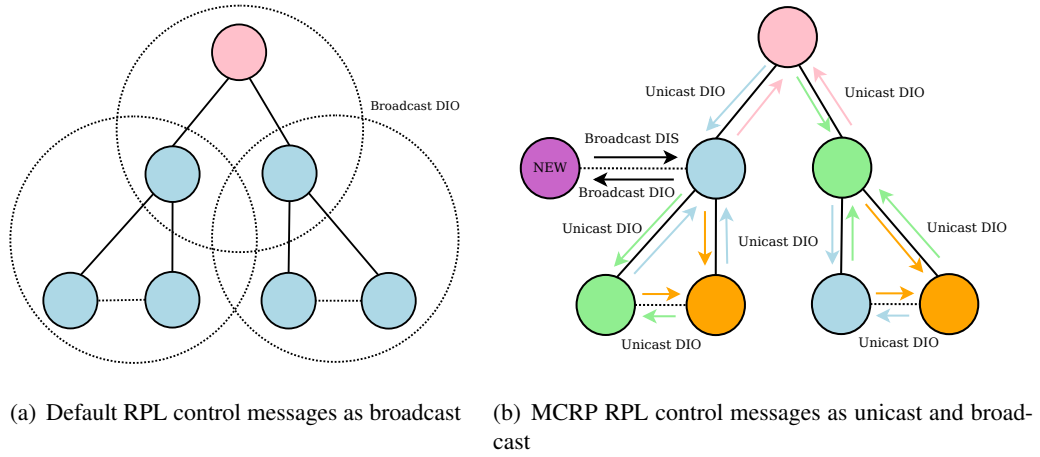 Broadcast DIO
Unicast DIO
Unicast DIO
Broadcast DIS
NEW
Broadcast DIO
Unicast DIO
Unicast DIO
Unicast DIO
Unicast DIO
Unicast DIO
(a) Default RPL control messages as broadcast
(b) MCRP RPL control messages as unicast and broad-
cast